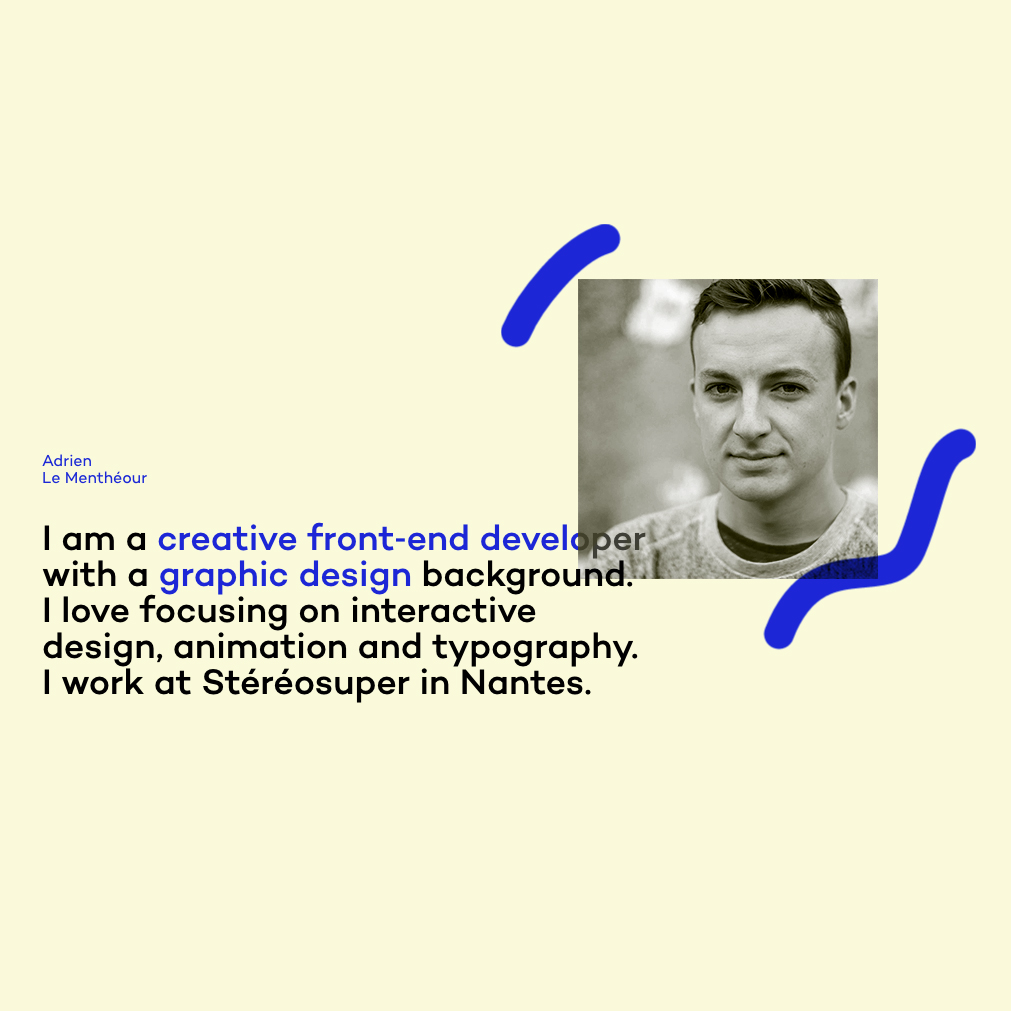 Adrien
Le Menthéour
I am a creative front-end developer
with a graphic design background.
I love focusing on interactive
design, animation and typography.
I work at Stéréosuper in Nantes.